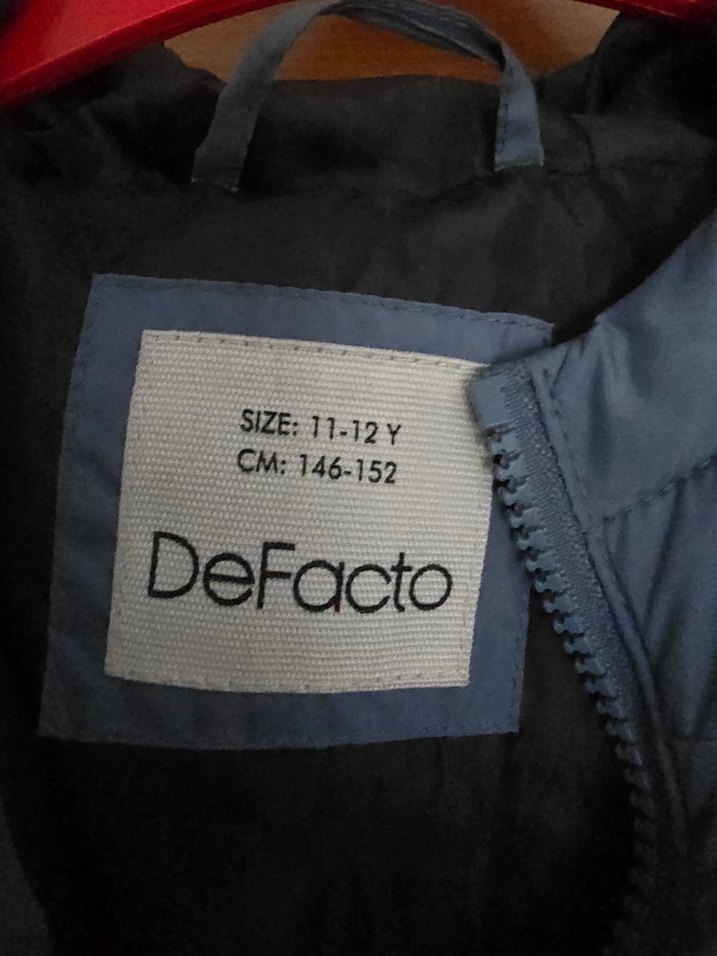 SIZE: 11-12 Y
CM: 146-152
DeFacto